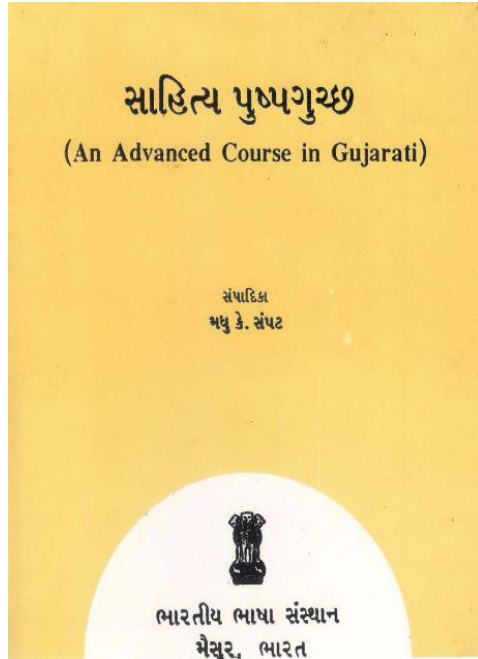 સાહિત્ય પુષ્પગુચ્છ
(An Advanced Course in Gujarati)
સંપાદિકા
મધુ કે. સંપટ
ભારતીય ભાષા સંસ્થાન
મૈસુર, ભારત